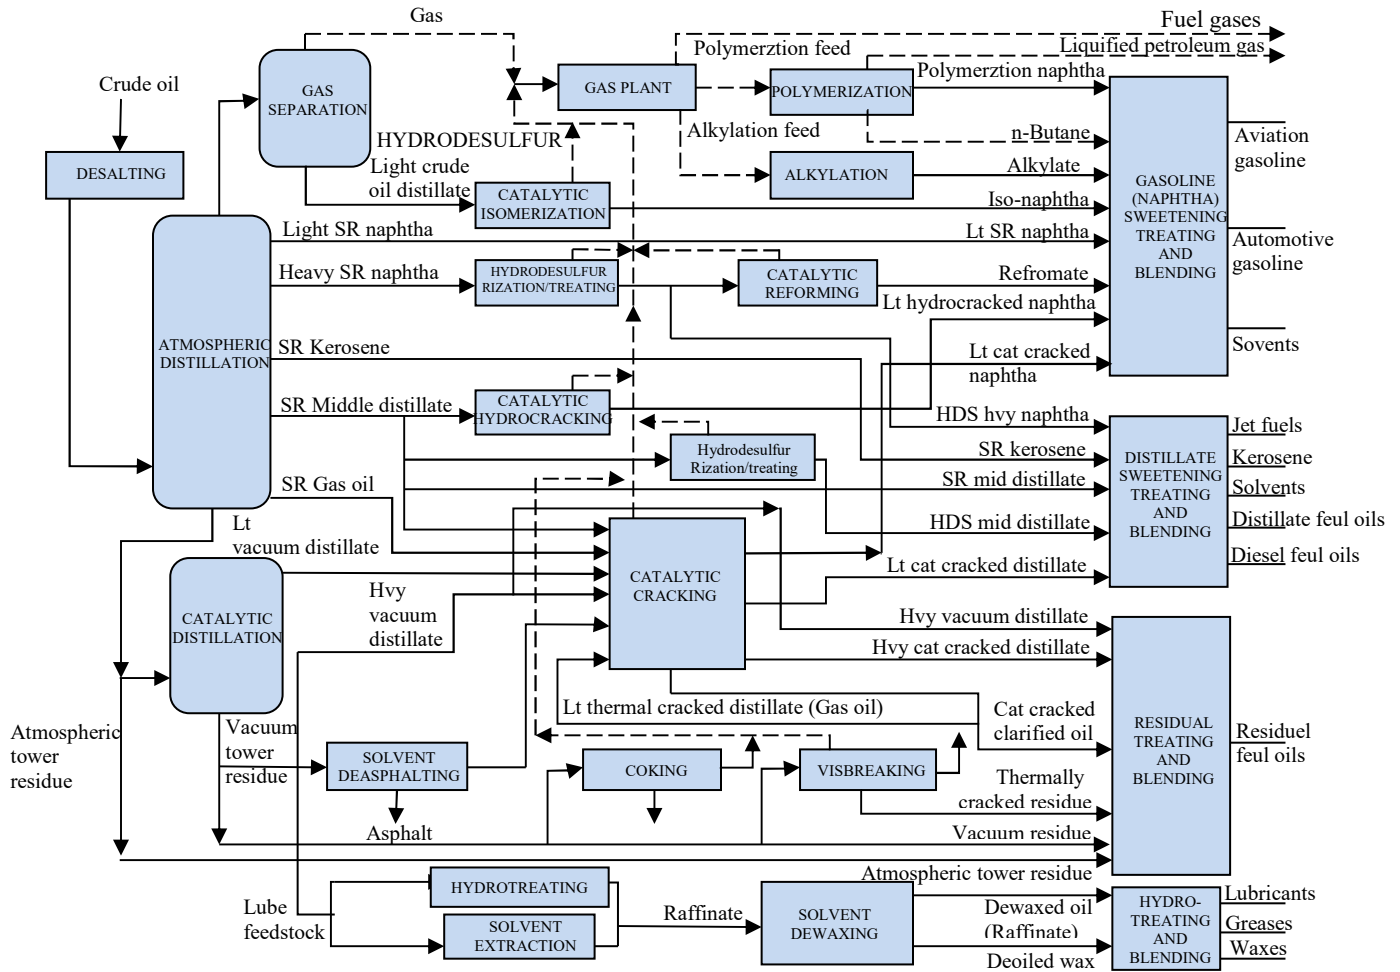 Gas
Fuel gases
Polymerztion feed
Liquified petroleum gas
Crude oil
GAS
SEPARATION
GAS PLANT
POLYMERIZATION
Polymerztion naphtha
HYDRODESULFUR
Alkylation feed
n-Butane
Aviation
gasoline
DESALTING
Light crude
oil distillate
CATALYTIC
ISOMERIZATION
ALKYLATION
Alkylate
GASOLINE
(NAPHTHA)
SWEETENING
TREATING
AND
BLENDING
Iso-naphtha
Light SR naphtha
Lt SR naphtha
Automotive
gasoline
Heavy SR naphtha
HYDRODESULFUR
RIZATION/TREATING
CATALYTIC
REFORMING
Refromate
Lt hydrocracked naphtha
ATMOSPHERIC
DISTILLATION
SR Kerosene
Lt cat cracked
naphtha
Sovents
SR Middle distillate
CATALYTIC
HYDROCRACKING
HDS hvy naphtha
Jet fuels
Hydrodesulfur
Rization/treating
SR kerosene
DISTILLATE
SWEETENING
TREATING
AND
BLENDING
Kerosene
SR Gas oil
SR mid distillate
Solvents
Lt
vacuum distillate
HDS mid distillate
Distillate feul oils
CATALYTIC
CRACKING
Lt cat cracked distillate
Diesel feul oils
Hvy
vacuum
distillate
CATALYTIC
DISTILLATION
Hvy vacuum distillate
Hvy cat cracked distillate
Lt thermal cracked distillate (Gas oil)
Cat cracked
clarified oil
RESIDUAL
TREATING
AND
BLENDING
Residuel
feul oils
Atmospheric
tower
residue
Vacuum
tower
residue
SOLVENT
DEASPHALTING
COKING
VISBREAKING
Thermally
cracked residue
Asphalt
Vacuum residue
Atmospheric tower residue
HYDROTREATING
Lube
feedstock
SOLVENT
EXTRACTION
Raffinate
SOLVENT
DEWAXING
Dewaxed oil
(Raffinate)
Deoiled wax
HYDRO-
TREATING
AND
BLENDING
Lubricants
Greases
Waxes